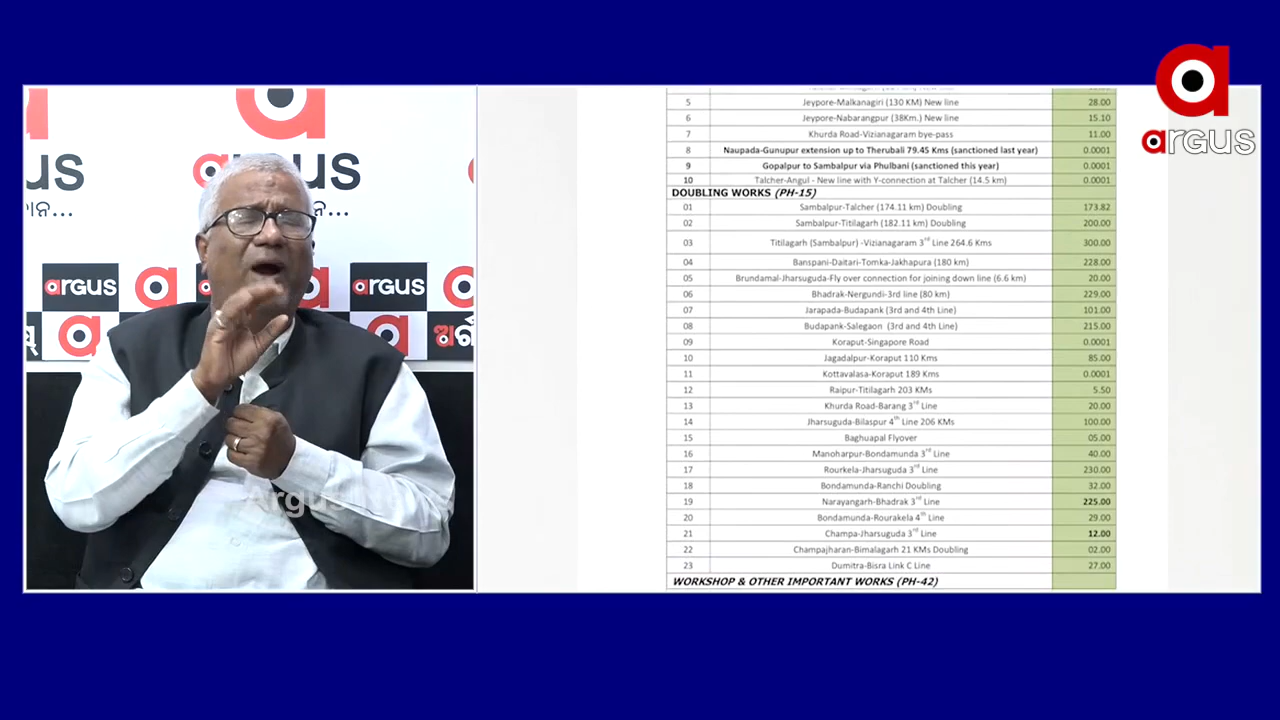 argus
argus
argus
argus
5 Jeypore-Malkanagiri (130 KM) New line 28.00
6 Jeypore-Nabarangpur (38Km.) New line 15.10
7 Khurda Road-Vizianagaram bye-pass 11.00
8 Naupada-Gunupur extension up to Therubali 79.45 Kms (sanctioned last year) 0.0001
9 Gopalpur to Sambalpur via Phulbani (sanctioned this year) 0.0001
10 Talcher-Angul - New line with Y-connection at Talcher (14.5 km) 0.0001
DOUBLING WORKS (PH-15)
01 Sambalpur-Talcher (174.11 km) Doubling 173.82
02 Sambalpur-Titilagarh (182.11 km) Doubling 200.00
03 Titilagarh (Sambalpur) -Vizianagaram 3rd Line 264.6 Kms 300.00
04 Banspani-Daitari-Tomka-Jakhapura (180 km) 228.00
05 Brundamal-Jharsuguda-Fly over connection for joining down line (6.6 km) 20.00
06 Bhadrak-Nergundi-3rd line (80 km) 229.00
07 Jarapada-Budapank (3rd and 4th Line) 101.00
08 Budapank-Salegaon (3rd and 4th Line) 215.00
09 Koraput-Singapore Road 0.0001
10 Jagadalpur-Koraput 110 Kms 85.00
11 Kottavalasa-Koraput 189 Kms 0.0001
12 Raipur-Titilagarh 203 KMs 5.50
13 Khurda Road-Barang 3rd Line 20.00
14 Jharsuguda-Bilaspur 4th Line 206 KMs 100.00
15 Baghuapal Flyover 05.00
16 Manoharpur-Bondamunda 3rd Line 40.00
17 Rourkela-Jharsuguda 3rd Line 230.00
18 Bondamunda-Ranchi Doubling 32.00
19 Narayangarh-Bhadrak 3rd Line 225.00
20 Bondamunda-Rourakela 4th Line 29.00
21 Champa-Jharsuguda 3rd Line 12.00
22 Champajharan-Bimalagarh 21 KMs Doubling 02.00
23 Dumitra-Bisra Link C Line 27.00
WORKSHOP & OTHER IMPORTANT WORKS (PH-42)